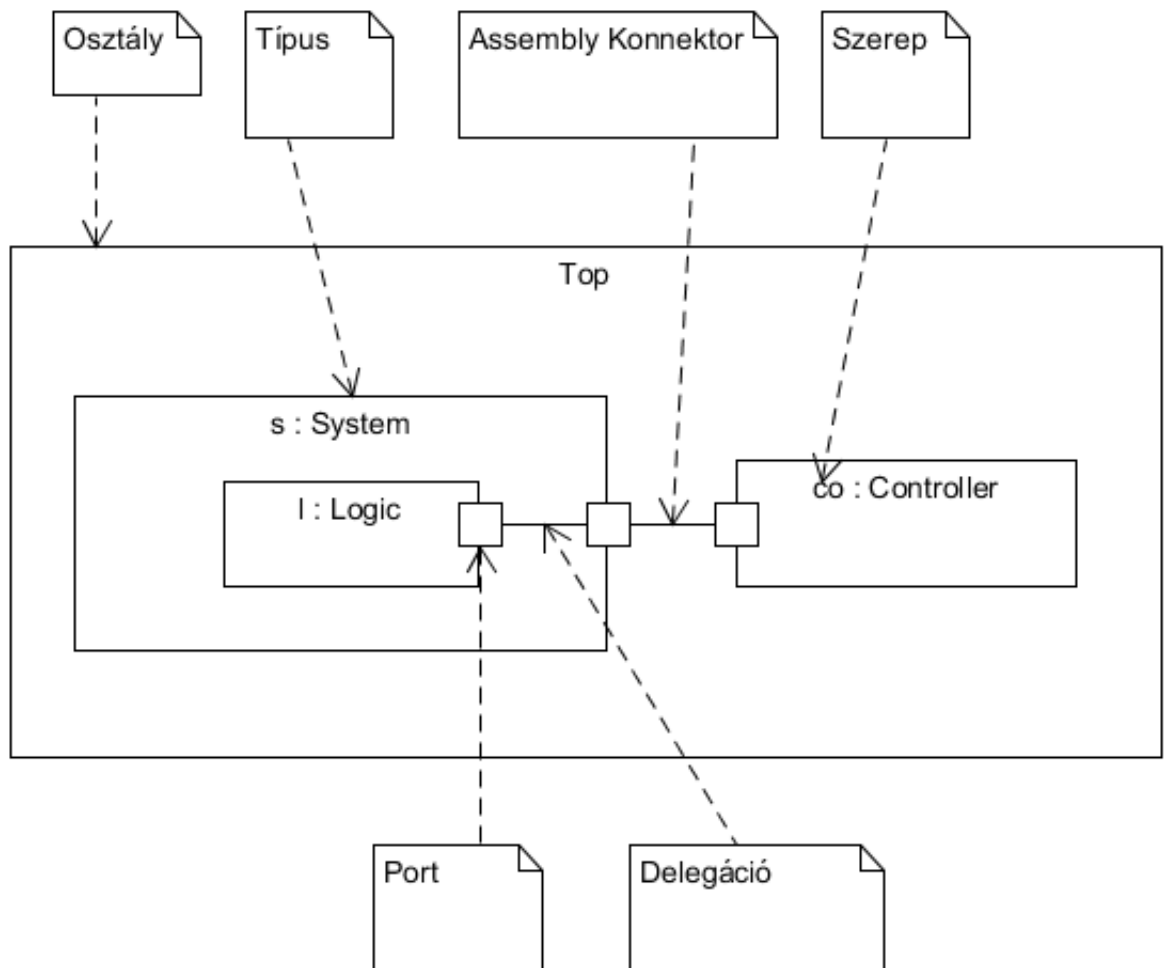 Osztály
Típus
Assembly Konnektor
Szerep
Top
s : System
l : Logic
co : Controller
Port
Delegáció